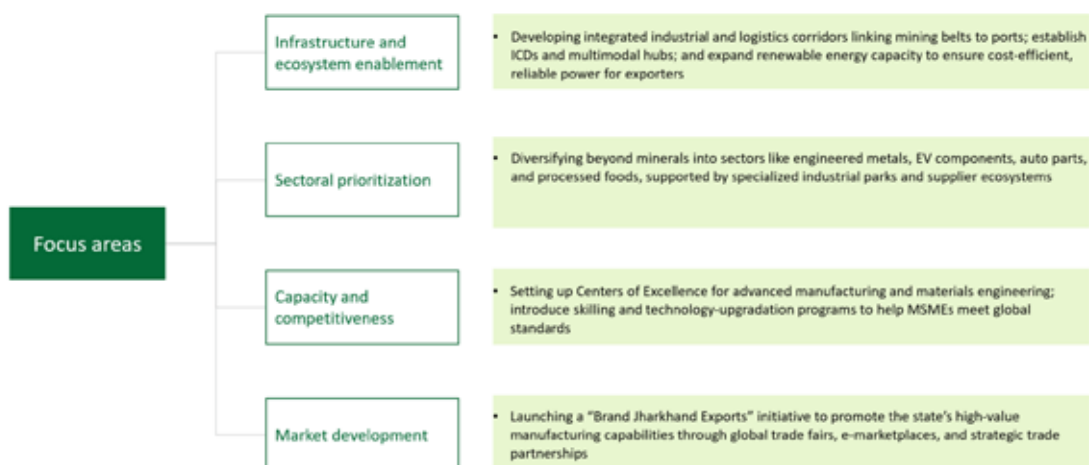 Focus areas
Infrastructure and
ecosystem enablement
• Developing integrated industrial and logistics corridors linking mining belts to ports; establish
ICDs and multimodal hubs; and expand renewable energy capacity to ensure cost-efficient,
reliable power for exporters
Sectoral prioritization
• Diversifying beyond minerals into sectors like engineered metals, EV components, auto parts,
and processed foods, supported by specialized industrial parks and supplier ecosystems
Capacity and
competitiveness
• Setting up Centers of Excellence for advanced manufacturing and materials engineering;
introduce skilling and technology-upgradation programs to help MSMEs meet global
standards
Market development
• Launching a “Brand Jharkhand Exports” initiative to promote the state’s high-value
manufacturing capabilities through global trade fairs, e-marketplaces, and strategic trade
partnerships